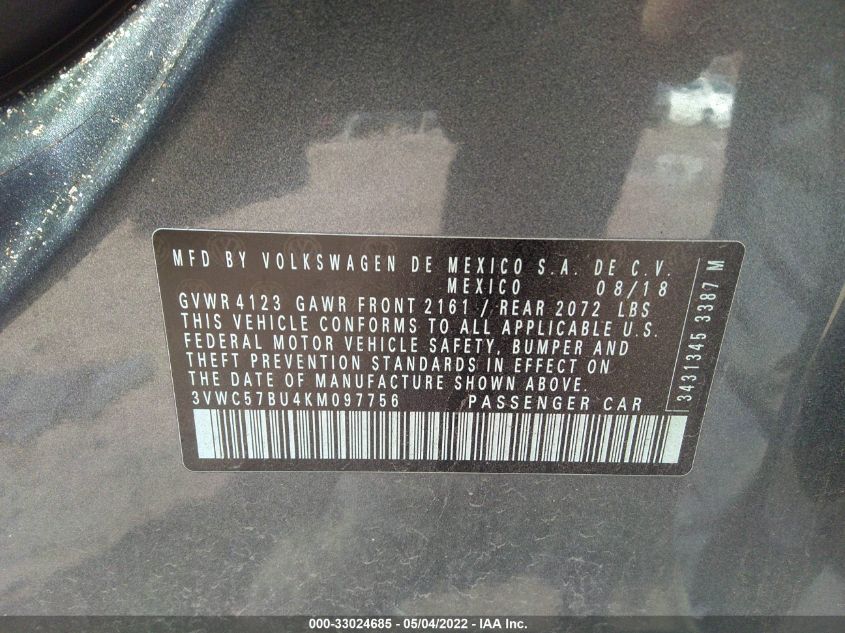 MFD BY VOLKSWAGEN DE MEXICO S.A. DE C.V.
MEXICO 08/18
GVWR 4123 GAWR FRONT 2161 / REAR 2072 LBS
THIS VEHICLE CONFORMS TO ALL APPLICABLE U.S.
FEDERAL MOTOR VEHICLE SAFETY, BUMPER AND
THEFT PREVENTION STANDARDS IN EFFECT ON
THE DATE OF MANUFACTURE SHOWN ABOVE.
3VWC57BU4KM097756 PASSENGER CAR
3431345 3387 M
000-33024685 - 05/04/2022 - IAA Inc.